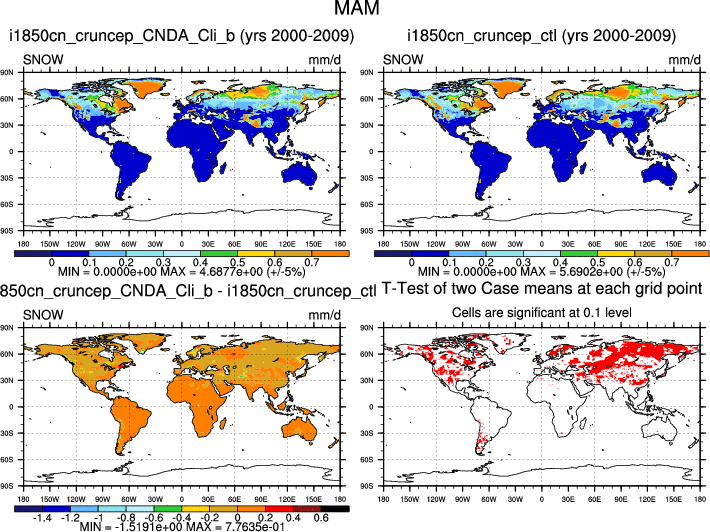 MAM
i1850cn_cruncep_CNDA_Cli_b (yrs 2000-2009)
i1850cn_cruncep_ctl (yrs 2000-2009)
SNOW mm/d
SNOW mm/d
90N 90N
60N 60N
30N 30N
0 0
30S 30S
60S 60S
90S 90S
180 150W 120W 90W 60W 30W 0 30E 60E 90E 120E 150E 180
180 150W 120W 90W 60W 30W 0 30E 60E 90E 120E 150E 180
0 0.1 0.2 0.3 0.4 0.5 0.6 0.7
0 0.1 0.2 0.3 0.4 0.5 0.6 0.7
MIN = 0.0000e+00 MAX = 4.6877e+00 (+/-5%)
MIN = 0.0000e+00 MAX = 5.6902e+00 (+/-5%)
850cn_cruncep_CNDA_Cli_b - i1850cn_cruncep_ctl
T-Test of two Case means at each grid point
SNOW mm/d
Cells are significant at 0.1 level
90N 90N
60N 60N
30N 30N
0 0
30S 30S
60S 60S
90S 90S
180 150W 120W 90W 60W 30W 0 30E 60E 90E 120E 150E 180
180 150W 120W 90W 60W 30W 0 30E 60E 90E 120E 150E 180
-1.4 -1.2 -1 -0.8 -0.6 -0.4 -0.2 0 0.2 0.4 0.6
MIN = -1.5191e+00 MAX = 7.7635e-01